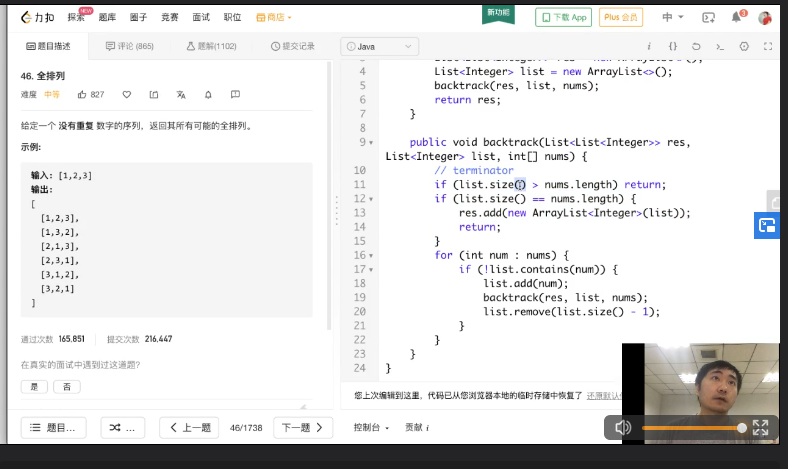 力扣 探索 NEW 题库 圈子 竞赛 面试 职位 商店 新功能 下载 App Plus 会员 中 3
题目描述 评论 (865) 题解(1102) 提交记录
46. 全排列
难度 中等 827
给定一个 没有重复 数字的序列，返回其所有可能的全排列。
示例:
输入: [1,2,3]
输出:
[
[1,2,3],
[1,3,2],
[2,1,3],
[2,3,1],
[3,1,2],
[3,2,1]
]
通过次数 165,851 提交次数 216,447
在真实的面试中遇到过这道题?
是 否
题目... ... 上一题 46/1738 下一题
Java
4 List<Integer> list = new ArrayList<>();
5 backtrack(res, list, nums);
6 return res;
7 }
8
9 public void backtrack(List<List<Integer>> res,
List<Integer> list, int[] nums) {
10 // terminator
11 if (list.size() > nums.length) return;
12 if (list.size() == nums.length) {
13 res.add(new ArrayList<Integer>(list));
14 return;
15 }
16 for (int num : nums) {
17 if (!list.contains(num)) {
18 list.add(num);
19 backtrack(res, list, nums);
20 list.remove(list.size() - 1);
21 }
22 }
23 }
24 }
您上次编辑到这里，代码已从您浏览器本地的临时存储中恢复了 还原默认
控制台 贡献 i